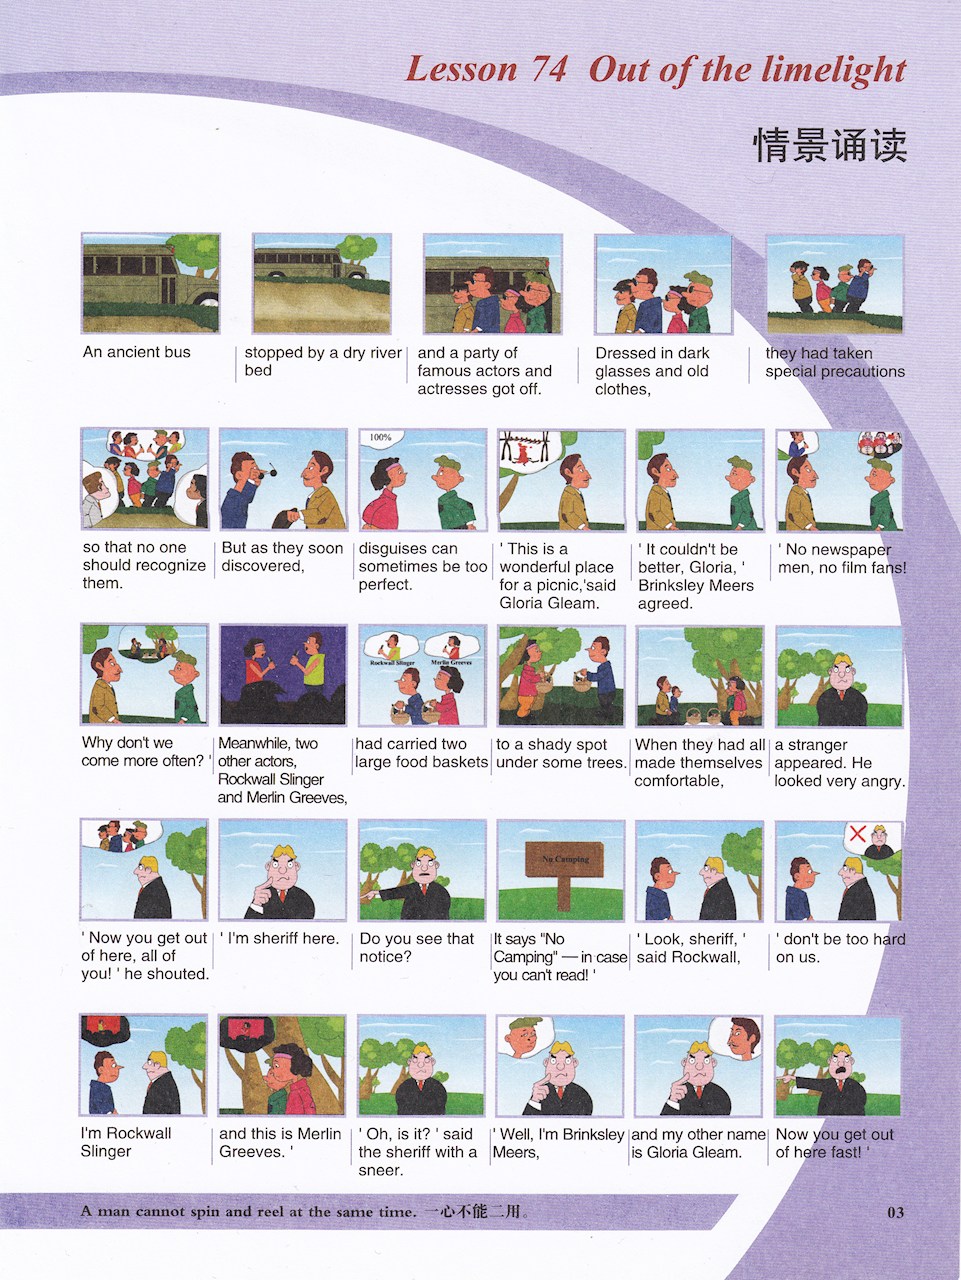 Lesson 74 Out of the limelight
情景诵读
An ancient bus
stopped by a dry river
bed
and a party of
famous actors and
actresses got off.
Dressed in dark
glasses and old
clothes,
they had taken
special precautions
100%
so that no one
should recognize
them.
But as they soon
discovered,
disguises can
sometimes be too
perfect.
' This is a
wonderful place
for a picnic,'said
Gloria Gleam.
' It couldn't be
better, Gloria, '
Brinksley Meers
agreed.
' No newspaper
men, no film fans!
Rockwall Slinger
Merlin Greeves
Why don't we
come more often? '
Meanwhile, two
other actors,
Rockwall Slinger
and Merlin Greeves,
had carried two
large food baskets
to a shady spot
under some trees.
When they had all
made themselves
comfortable,
a stranger
appeared. He
looked very angry.
No Camping
' Now you get out
of here, all of
you! ' he shouted.
' I'm sheriff here.
Do you see that
notice?
It says "No
Camping" — in case
you can't read! '
' Look, sheriff, '
said Rockwall,
' don't be too hard
on us.
I'm Rockwall
Slinger
and this is Merlin
Greeves. '
' Oh, is it? ' said
the sheriff with a
sneer.
' Well, I'm Brinksley
Meers,
and my other name
is Gloria Gleam.
Now you get out
of here fast! '
A man cannot spin and reel at the same time. 一心不能二用。
03